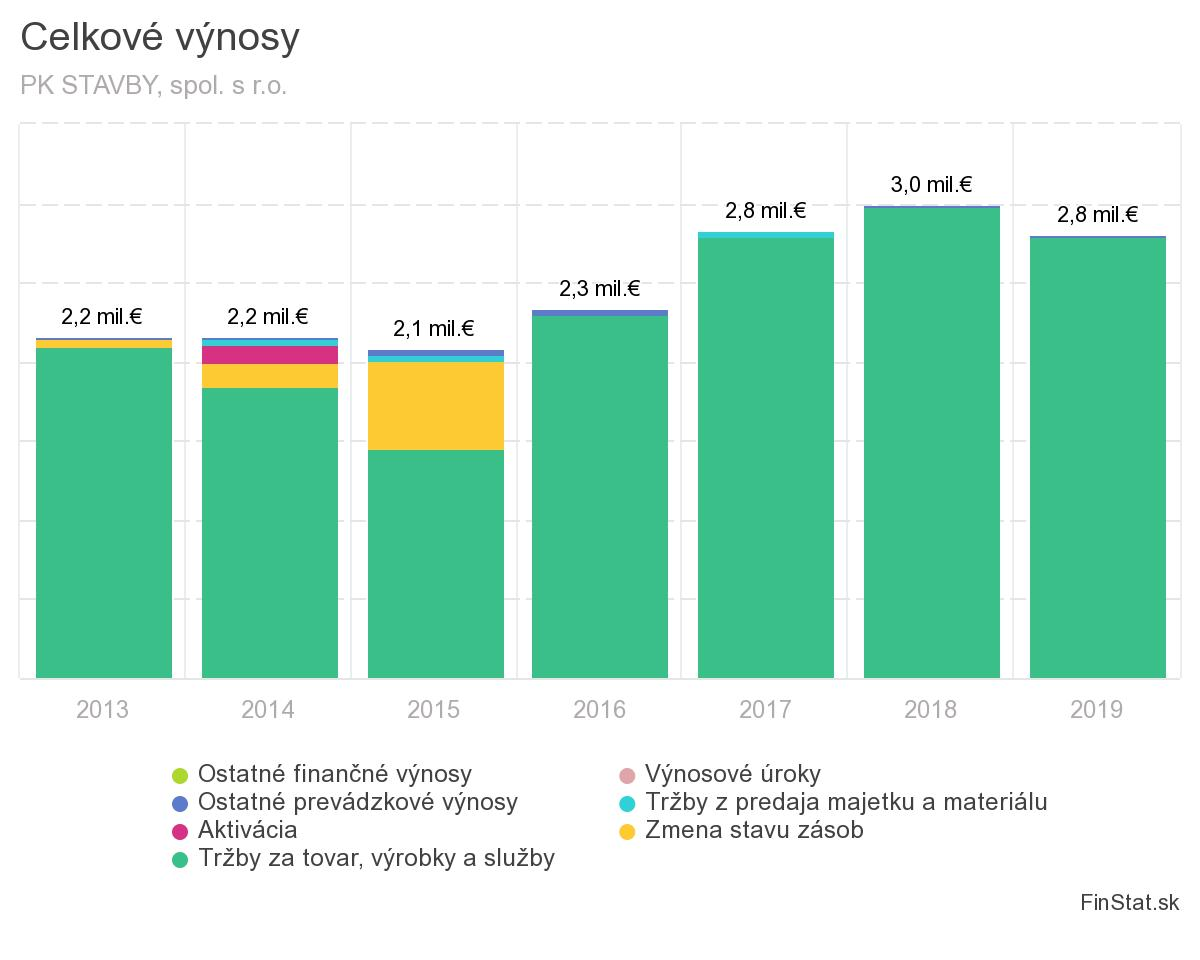 Celkové výnosy
PK STAVBY, spol. s r.o.
2,2 mil.€
2,2 mil.€
2,1 mil.€
2,3 mil.€
2,8 mil.€
3,0 mil.€
2,8 mil.€
2013 2014 2015 2016 2017 2018 2019
Ostatné finančné výnosy
Výnosové úroky
Ostatné prevádzkové výnosy
Tržby z predaja majetku a materiálu
Aktivácia
Zmena stavu zásob
Tržby za tovar, výrobky a služby
FinStat.sk